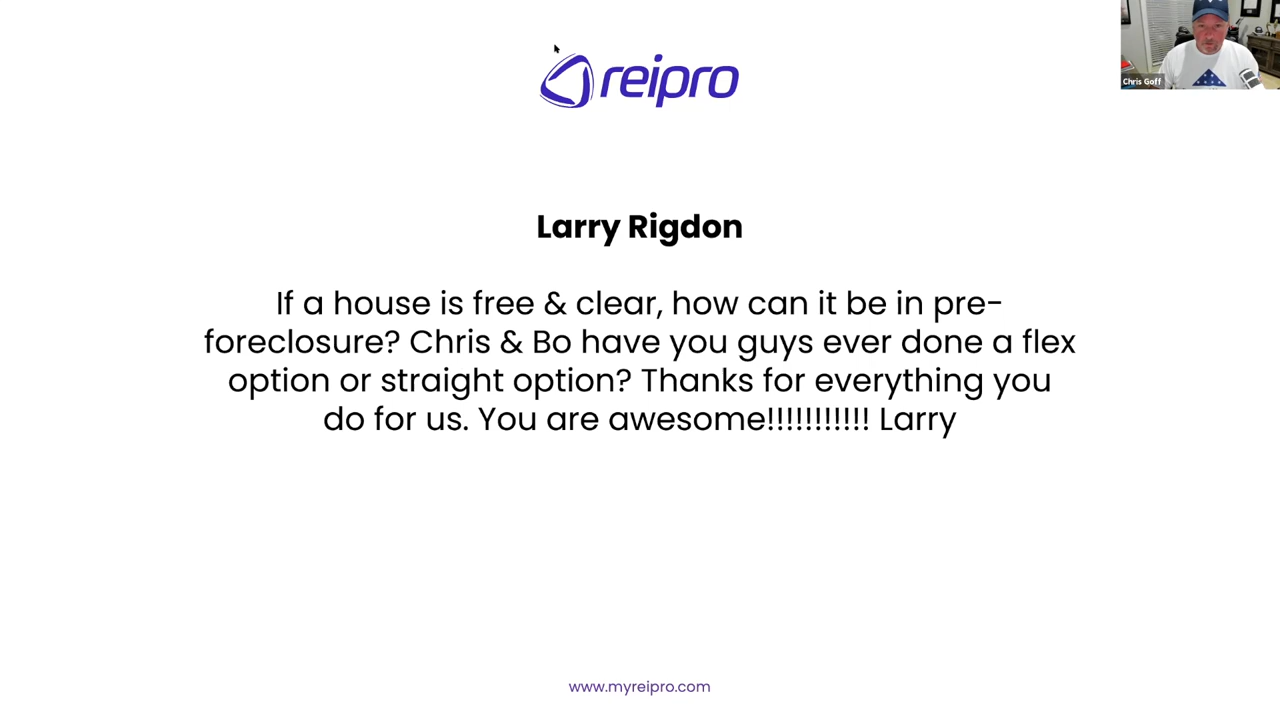 reipro
Chris Goff
Larry Rigdon
If a house is free & clear, how can it be in pre-
foreclosure? Chris & Bo have you guys ever done a flex
option or straight option? Thanks for everything you
do for us. You are awesome!!!!!!!!!!! Larry
www.myreipro.com